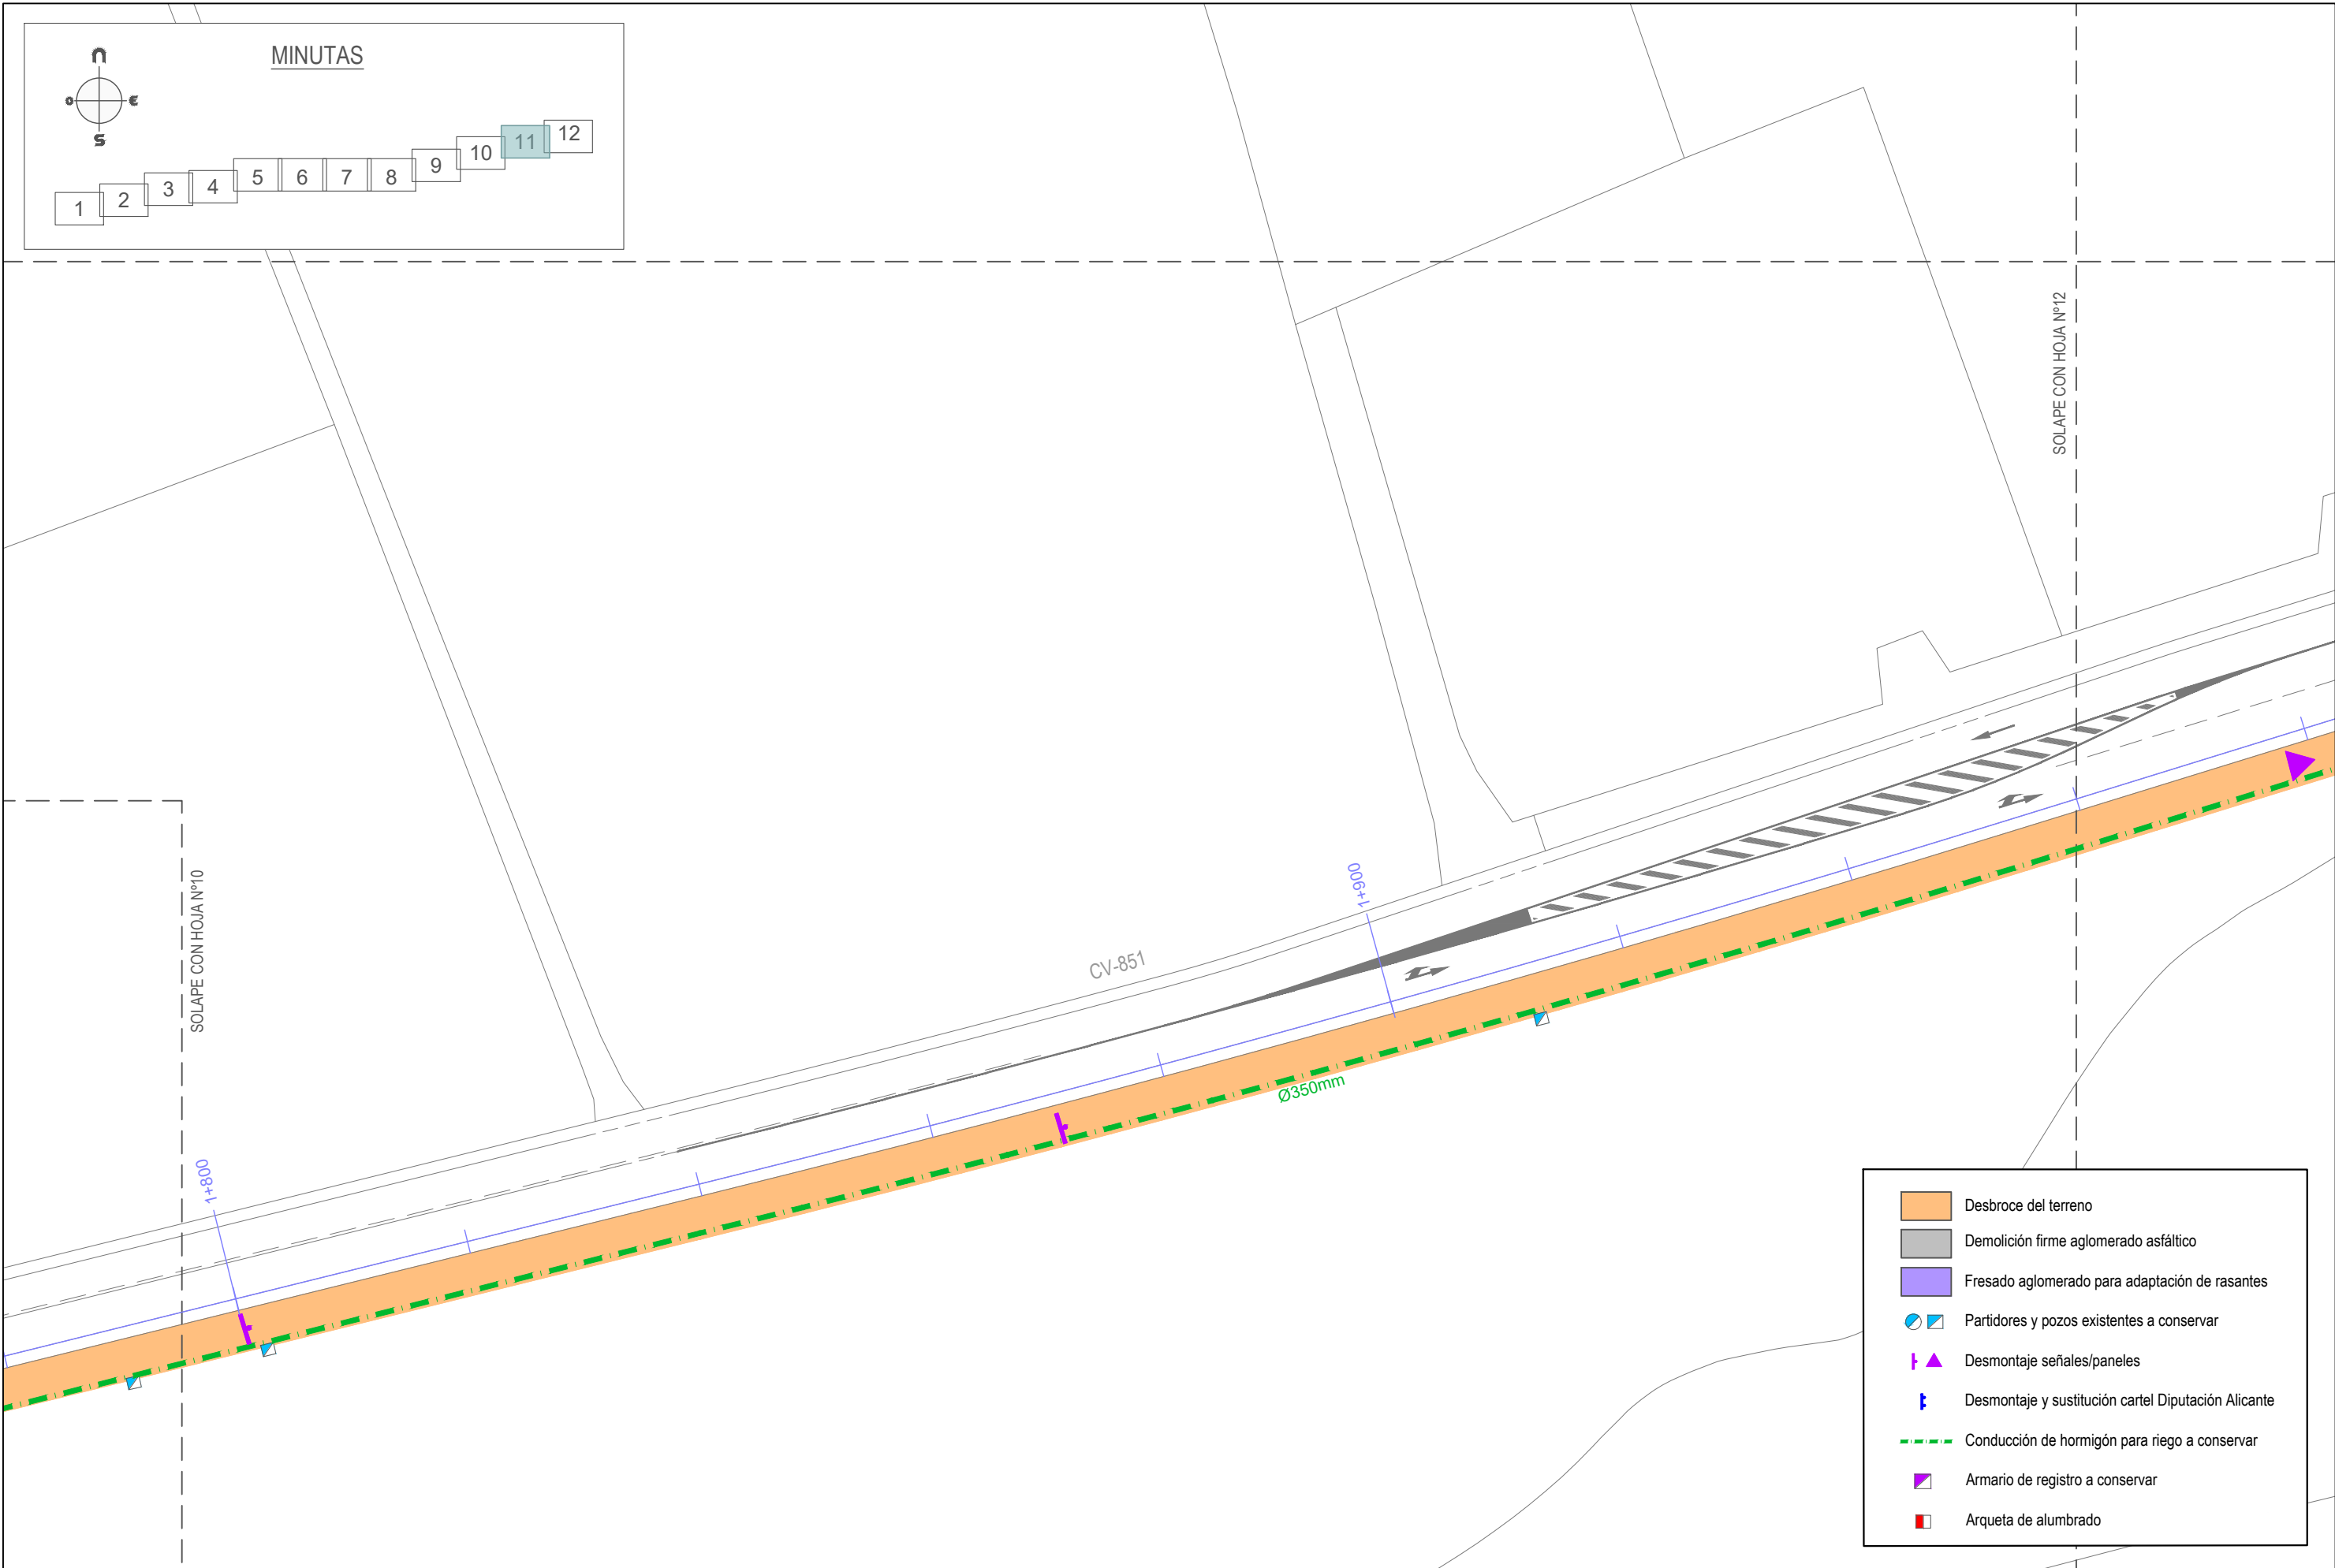 MINUTAS
n
o
e
s
1
2
3
4
5
6
7
8
9
10
11
12
SOLAPE CON HOJA Nº12
SOLAPE CON HOJA Nº10
1+900
CV-851
Ø350mm
1+800
Desbroce del terreno
Demolición firme aglomerado asfáltico
Fresado aglomerado para adaptación de rasantes
Partidores y pozos existentes a conservar
Desmontaje señales/paneles
Desmontaje y sustitución cartel Diputación Alicante
Conducción de hormigón para riego a conservar
Armario de registro a conservar
Arqueta de alumbrado